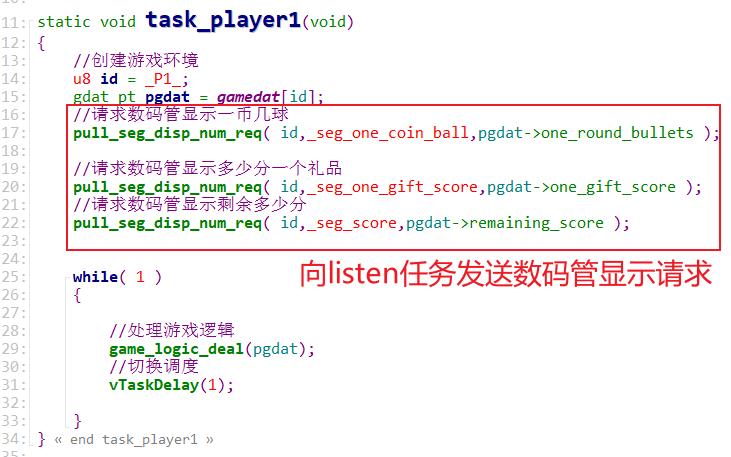 11: static void task_player1(void)
12: {
13: //创建游戏环境
14: u8 id = _P1_;
15: gdat_pt pgdat = gamedat[id];
16: //请求数码管显示一币几球
17: pull_seg_disp_num_req( id,_seg_one_coin_ball,pgdat->one_round_bullets );
18:
19: //请求数码管显示多少分一个礼品
20: pull_seg_disp_num_req( id,_seg_one_gift_score,pgdat->one_gift_score );
21: //请求数码管显示剩余多少分
22: pull_seg_disp_num_req( id,_seg_score,pgdat->remaining_score );
23:
24:
向listen任务发送数码管显示请求
25: while( 1 )
26: {
27:
28: //处理游戏逻辑
29: game_logic_deal(pgdat);
30: //切换调度
31: vTaskDelay(1);
32:
33: }
34: } « end task_player1 »